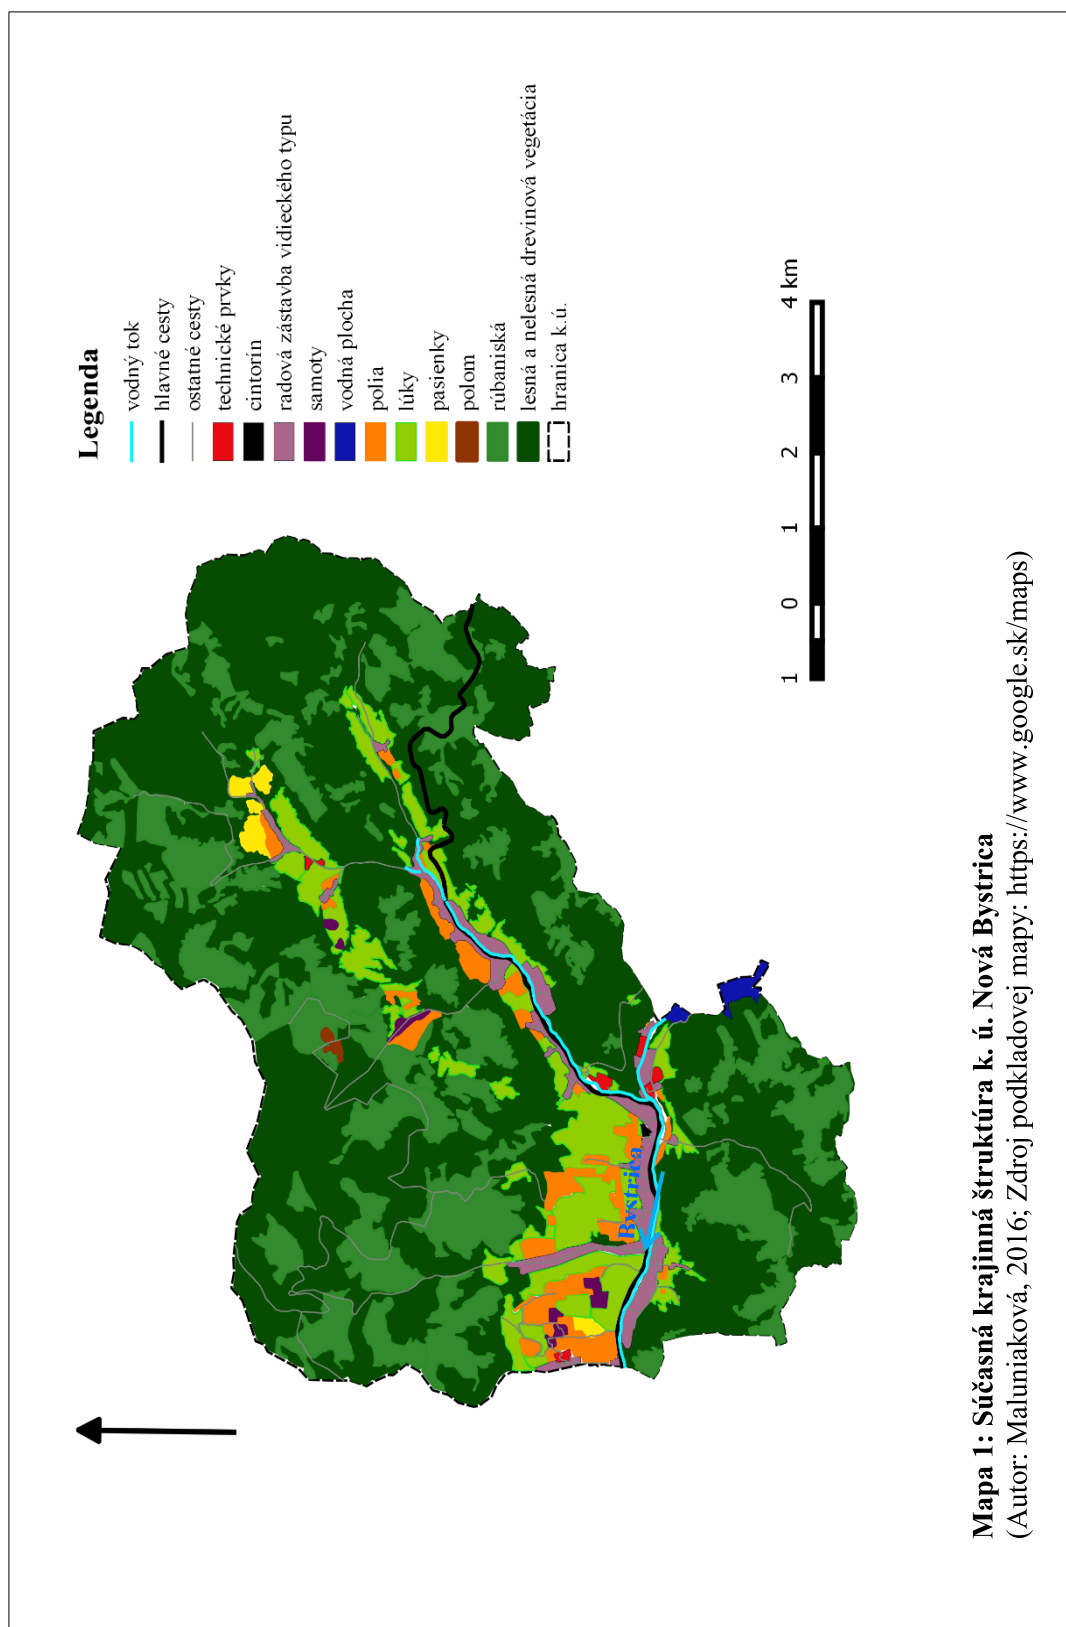 Legenda
vodný tok
hlavné cesty
ostatné cesty
technické prvky
cintorín
radová zástavba vidieckého typu
samoty
vodná plocha
polia
lúky
pasienky
polom
rúbaniská
lesná a nelesná drevinová vegetácia
hranica k.ú.
Bystrica
1 0 1 2 3 4 km
Mapa 1: Súčasná krajinná štruktúra k. ú. Nová Bystrica
(Autor: Maluniaková, 2016; Zdroj podkladovej mapy: https://www.google.sk/maps)